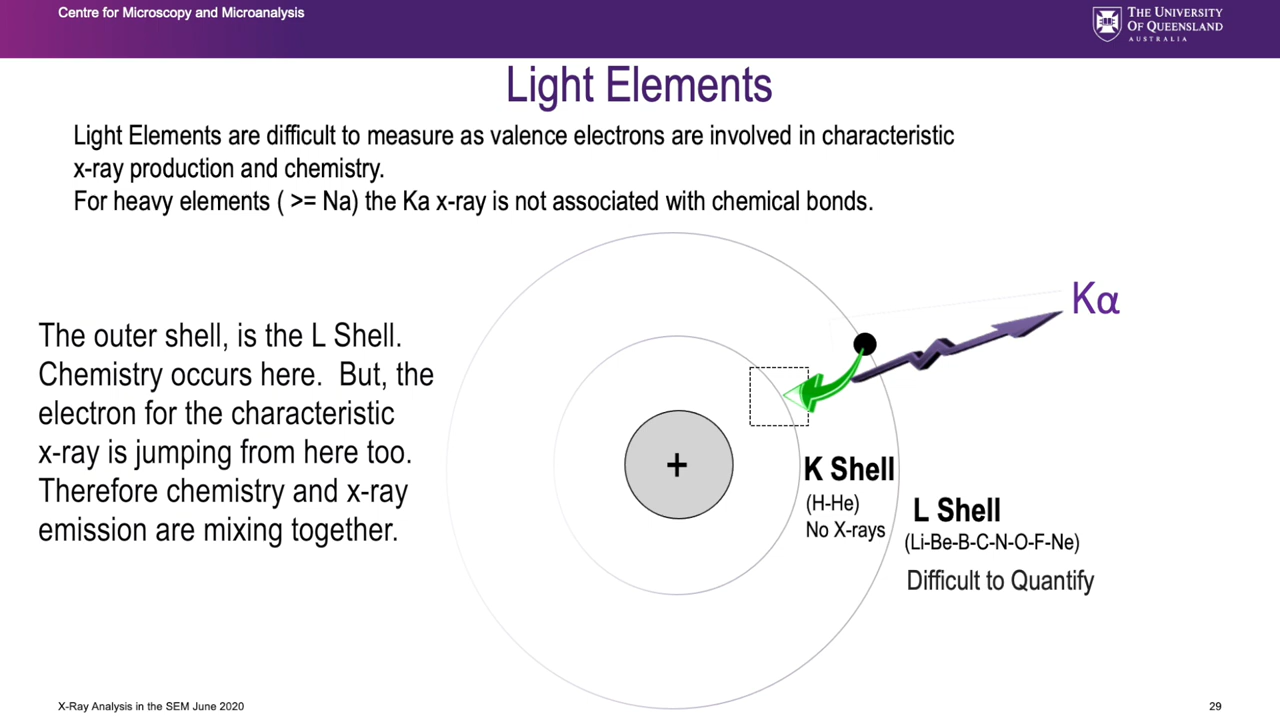 Centre for Microscopy and Microanalysis
THE UNIVERSITY
OF QUEENSLAND
AUSTRALIA
Light Elements
Light Elements are difficult to measure as valence electrons are involved in characteristic
x-ray production and chemistry.
For heavy elements ( >= Na) the Ka x-ray is not associated with chemical bonds.
Kα
The outer shell, is the L Shell.
Chemistry occurs here. But, the
electron for the characteristic
x-ray is jumping from here too.
Therefore chemistry and x-ray
emission are mixing together.
+
K Shell
(H-He)
No X-rays
L Shell
(Li-Be-B-C-N-O-F-Ne)
Difficult to Quantify
X-Ray Analysis in the SEM June 2020
29